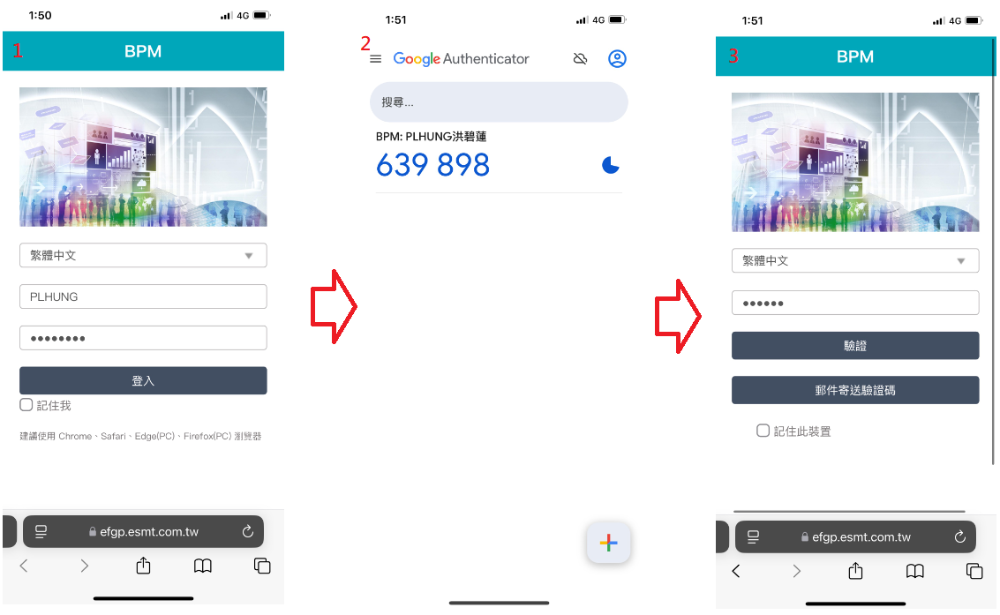 1:50
4G
1
BPM
繁體中文
PLHUNG
••••••••
登入
記住我
建議使用 Chrome、Safari、Edge(PC)、Firefox(PC) 瀏覽器
efgp.esmt.com.tw
1:51
4G
2
Google Authenticator
搜尋...
BPM: PLHUNG洪碧蓮
639 898
1:51
4G
3
BPM
繁體中文
••••••
驗證
郵件寄送驗證碼
記住此裝置
efgp.esmt.com.tw